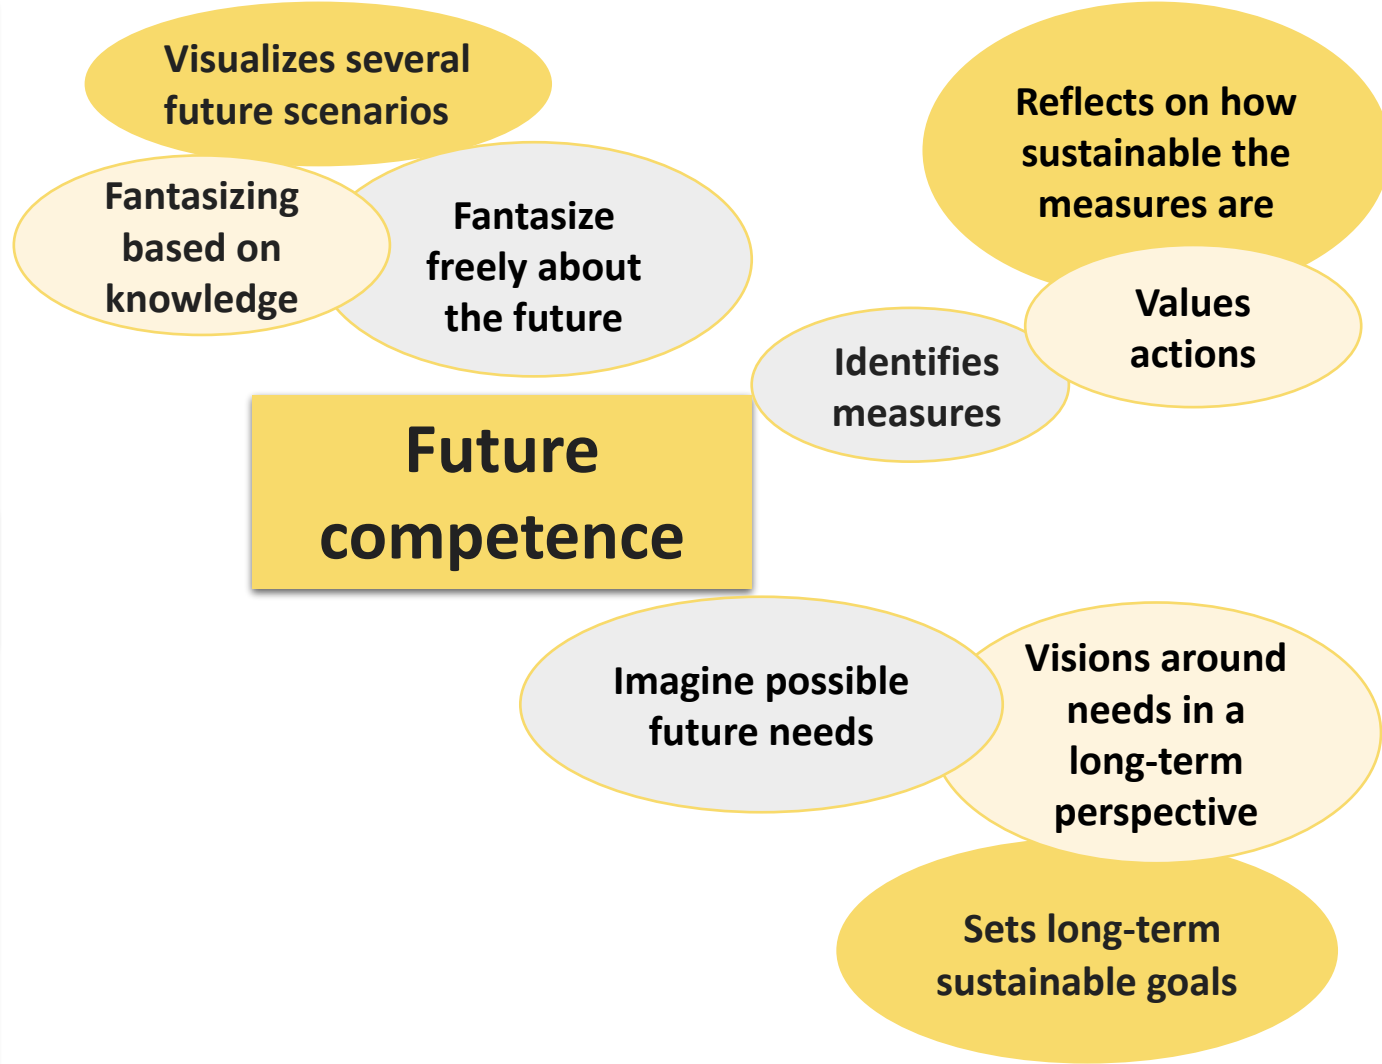 Visualizes several
future scenarios
Fantasizing
based on
knowledge
Fantasize
freely about
the future
Reflects on how
sustainable the
measures are
Values
actions
Identifies
measures
Future
competence
Imagine possible
future needs
Visions around
needs in a
long-term
perspective
Sets long-term
sustainable goals